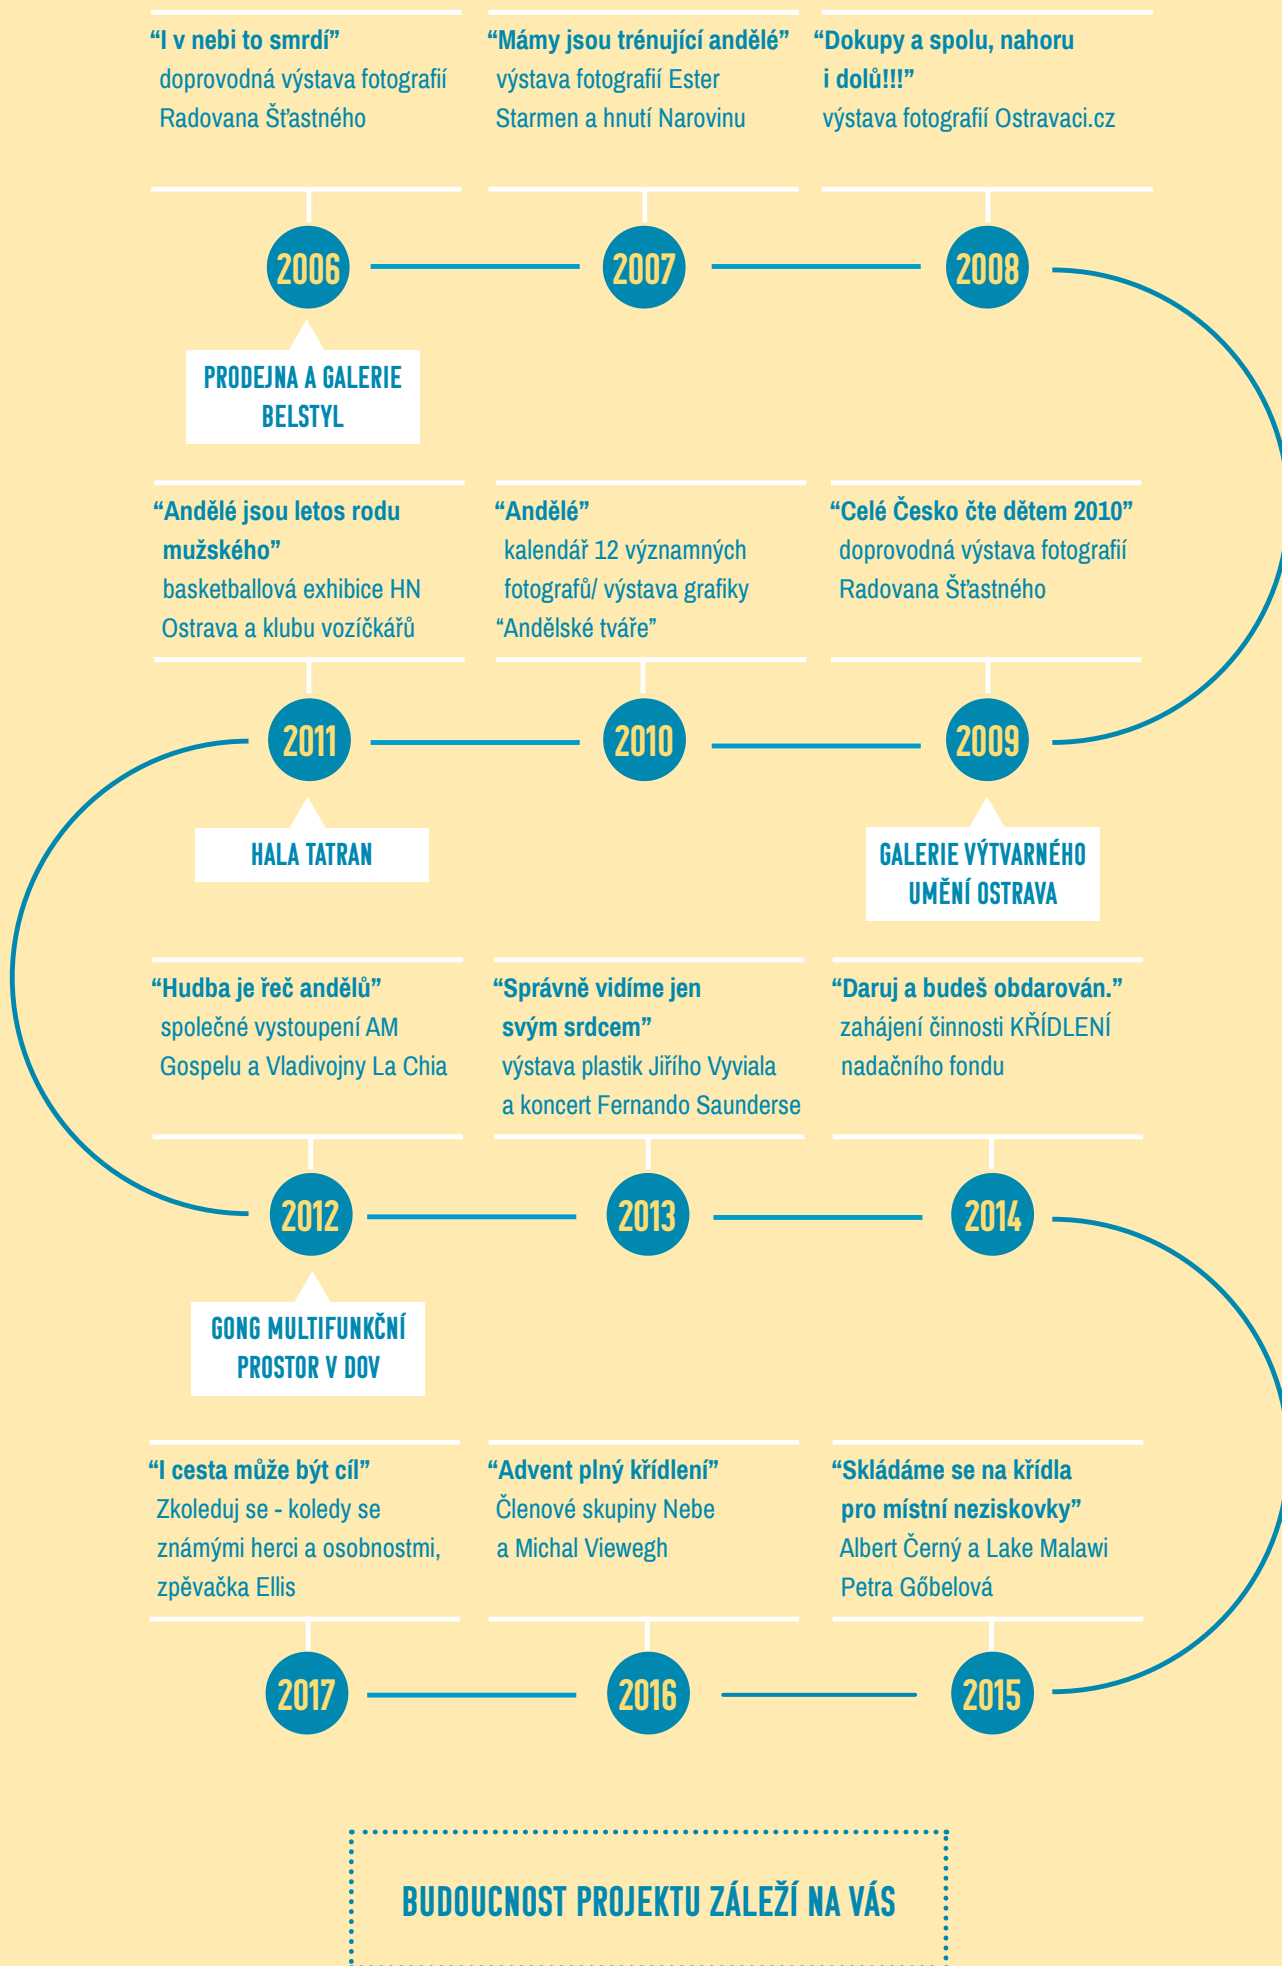 “I v nebi to smrdí”
doprovodná výstava fotografií
Radovana Šťastného
“Mámy jsou trénující andělé”
výstava fotografií Ester
Starmen a hnutí Narovinu
“Dokupy a spolu, nahoru
i dolů!!!”
výstava fotografií Ostravaci.cz
2006
2007
2008
PRODEJNA A GALERIE
BELSTYL
“Andělé jsou letos rodu
mužského”
basketballová exhibice HN
Ostrava a klubu vozíčkářů
“Andělé”
kalendář 12 významných
fotografů/ výstava grafiky
“Andělské tváře”
“Celé Česko čte dětem 2010”
doprovodná výstava fotografií
Radovana Šťastného
2011
2010
2009
HALA TATRAN
GALERIE VÝTVARNÉHO
UMĚNÍ OSTRAVA
“Hudba je řeč andělů”
společné vystoupení AM
Gospelu a Vladivojny La Chia
“Správně vidíme jen
svým srdcem”
výstava plastik Jiřího Vyviala
a koncert Fernando Saunderse
“Daruj a budeš obdarován.”
zahájení činnosti KŘÍDLENÍ
nadačního fondu
2012
2013
2014
GONG MULTIFUNKČNÍ
PROSTOR V DOV
“I cesta může být cíl”
Zkoleduj se - koledy se
známými herci a osobnostmi,
zpěvačka Ellis
“Advent plný křídlení”
Členové skupiny Nebe
a Michal Viewegh
“Skládáme se na křídla
pro místní neziskovky”
Albert Černý a Lake Malawi
Petra Gőbelová
2017
2016
2015
BUDOUCNOST PROJEKTU ZÁLEŽÍ NA VÁS